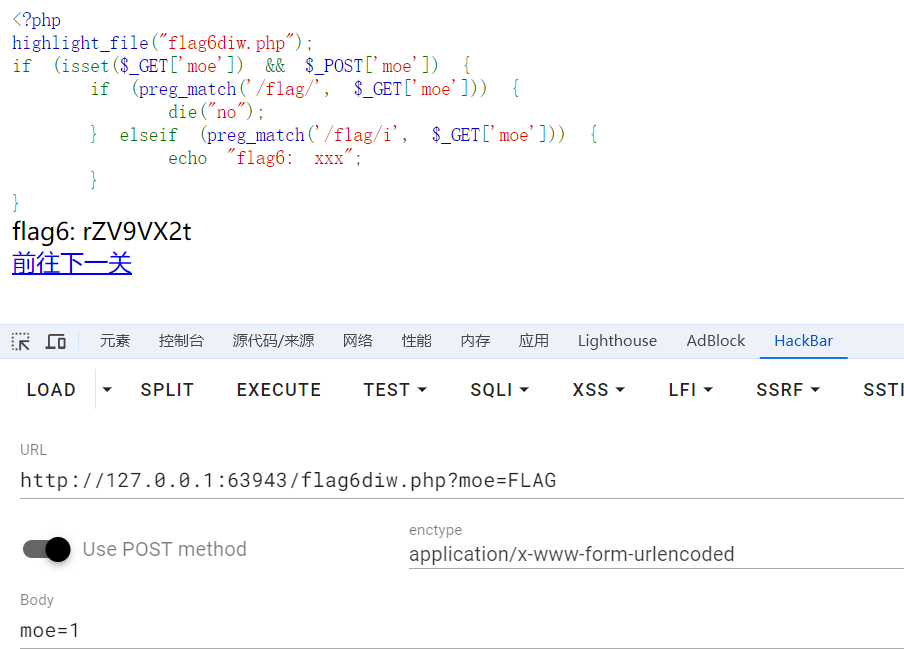 <?php
highlight_file("flag6diw.php");
if (isset($_GET['moe']) && $_POST['moe']) {
if (preg_match('/flag/', $_GET['moe'])) {
die("no");
} elseif (preg_match('/flag/i', $_GET['moe'])) {
echo "flag6: xxx";
}
}
flag6: rZV9VX2t
前往下一关
元素 控制台 源代码/来源 网络 性能 内存 应用 Lighthouse AdBlock HackBar
LOAD SPLIT EXECUTE TEST SQLI XSS LFI SSRF STI
URL
http://127.0.0.1:63943/flag6diw.php?moe=FLAG
Use POST method
enctype
application/x-www-form-urlencoded
Body
moe=1